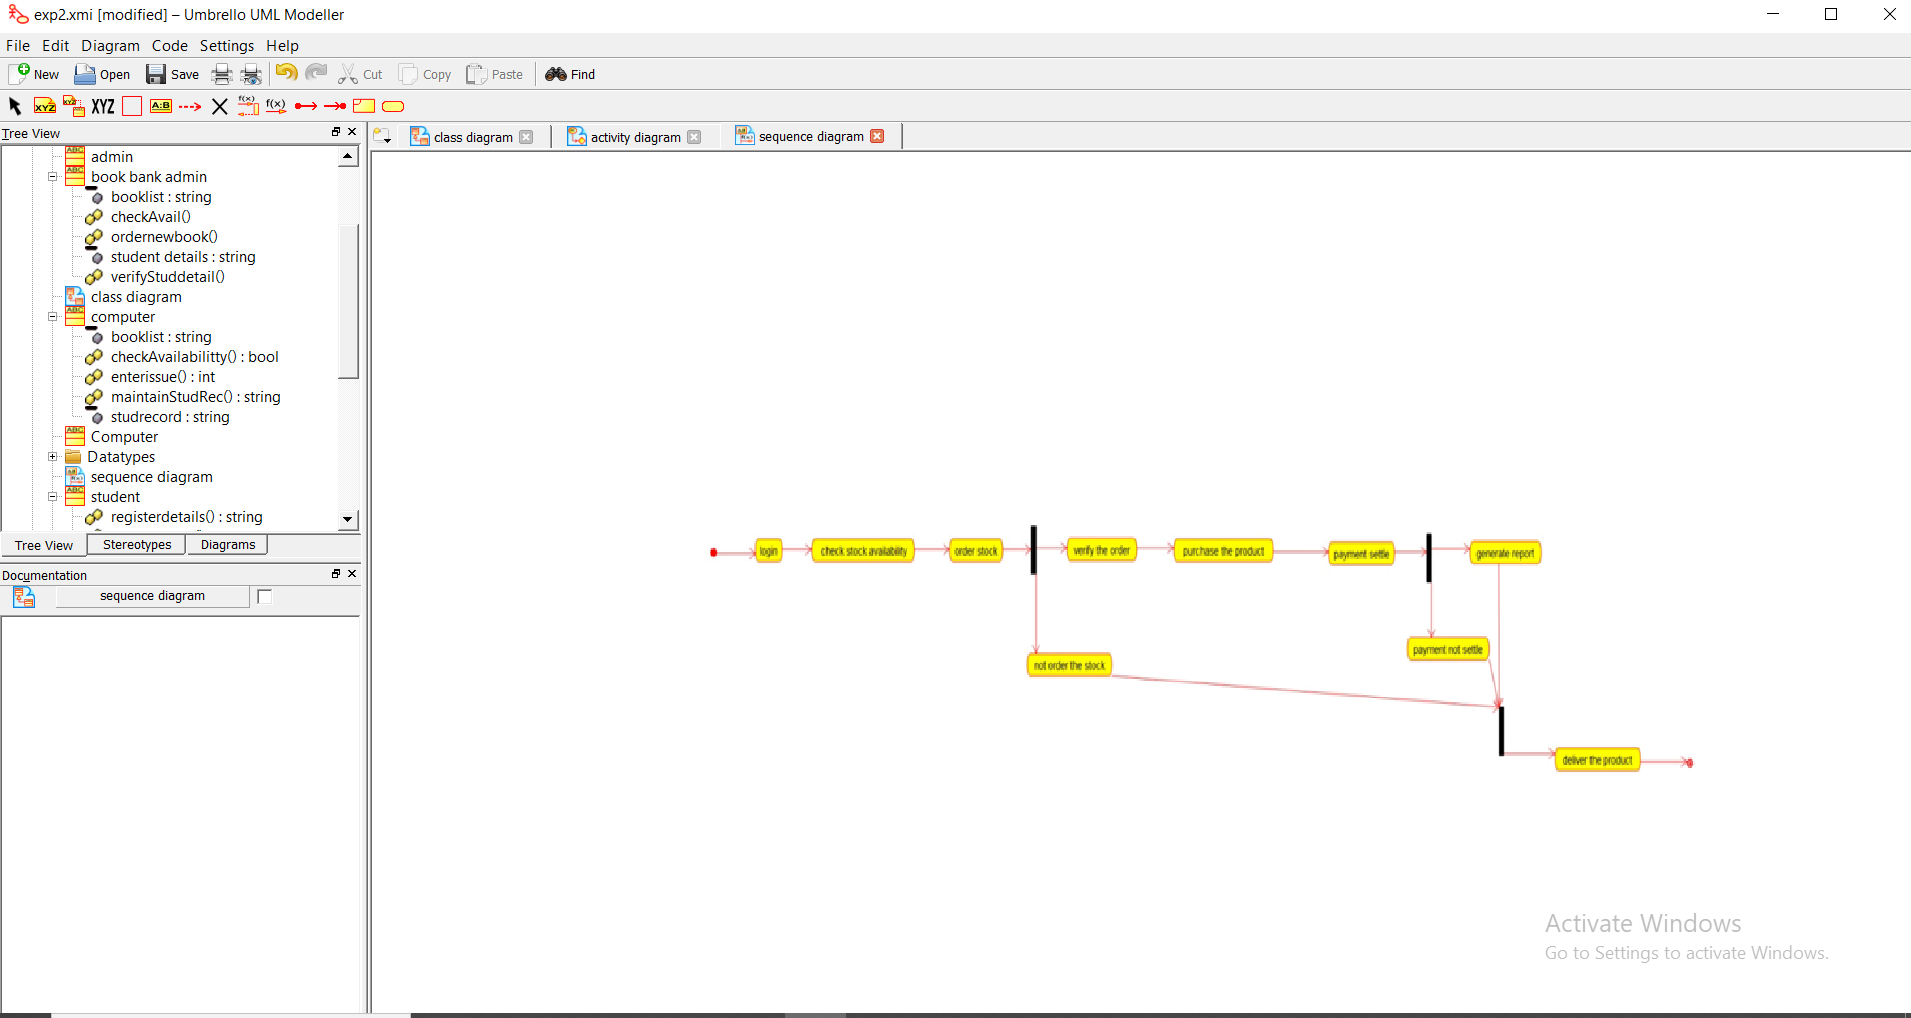 exp2.xmi [modified] – Umbrello UML Modeller
File Edit Diagram Code Settings Help
New Open Save Cut Copy Paste Find
XYZ XYZ XYZ A:B f(x) f(x)
Tree View
class diagram activity diagram sequence diagram
admin
book bank admin
booklist : string
checkAvail()
ordernewbook()
student details : string
verifyStuddetail()
class diagram
computer
booklist : string
checkAvailabilitty() : bool
enterissue() : int
maintainStudRec() : string
studrecord : string
Computer
Datatypes
sequence diagram
student
registerdetails() : string
Tree View Stereotypes Diagrams
Documentation
sequence diagram
login check stock availability order stock verify the order purchase the product payment settle generate report
payment not settle
not order the stock
deliver the product
Activate Windows
Go to Settings to activate Windows.